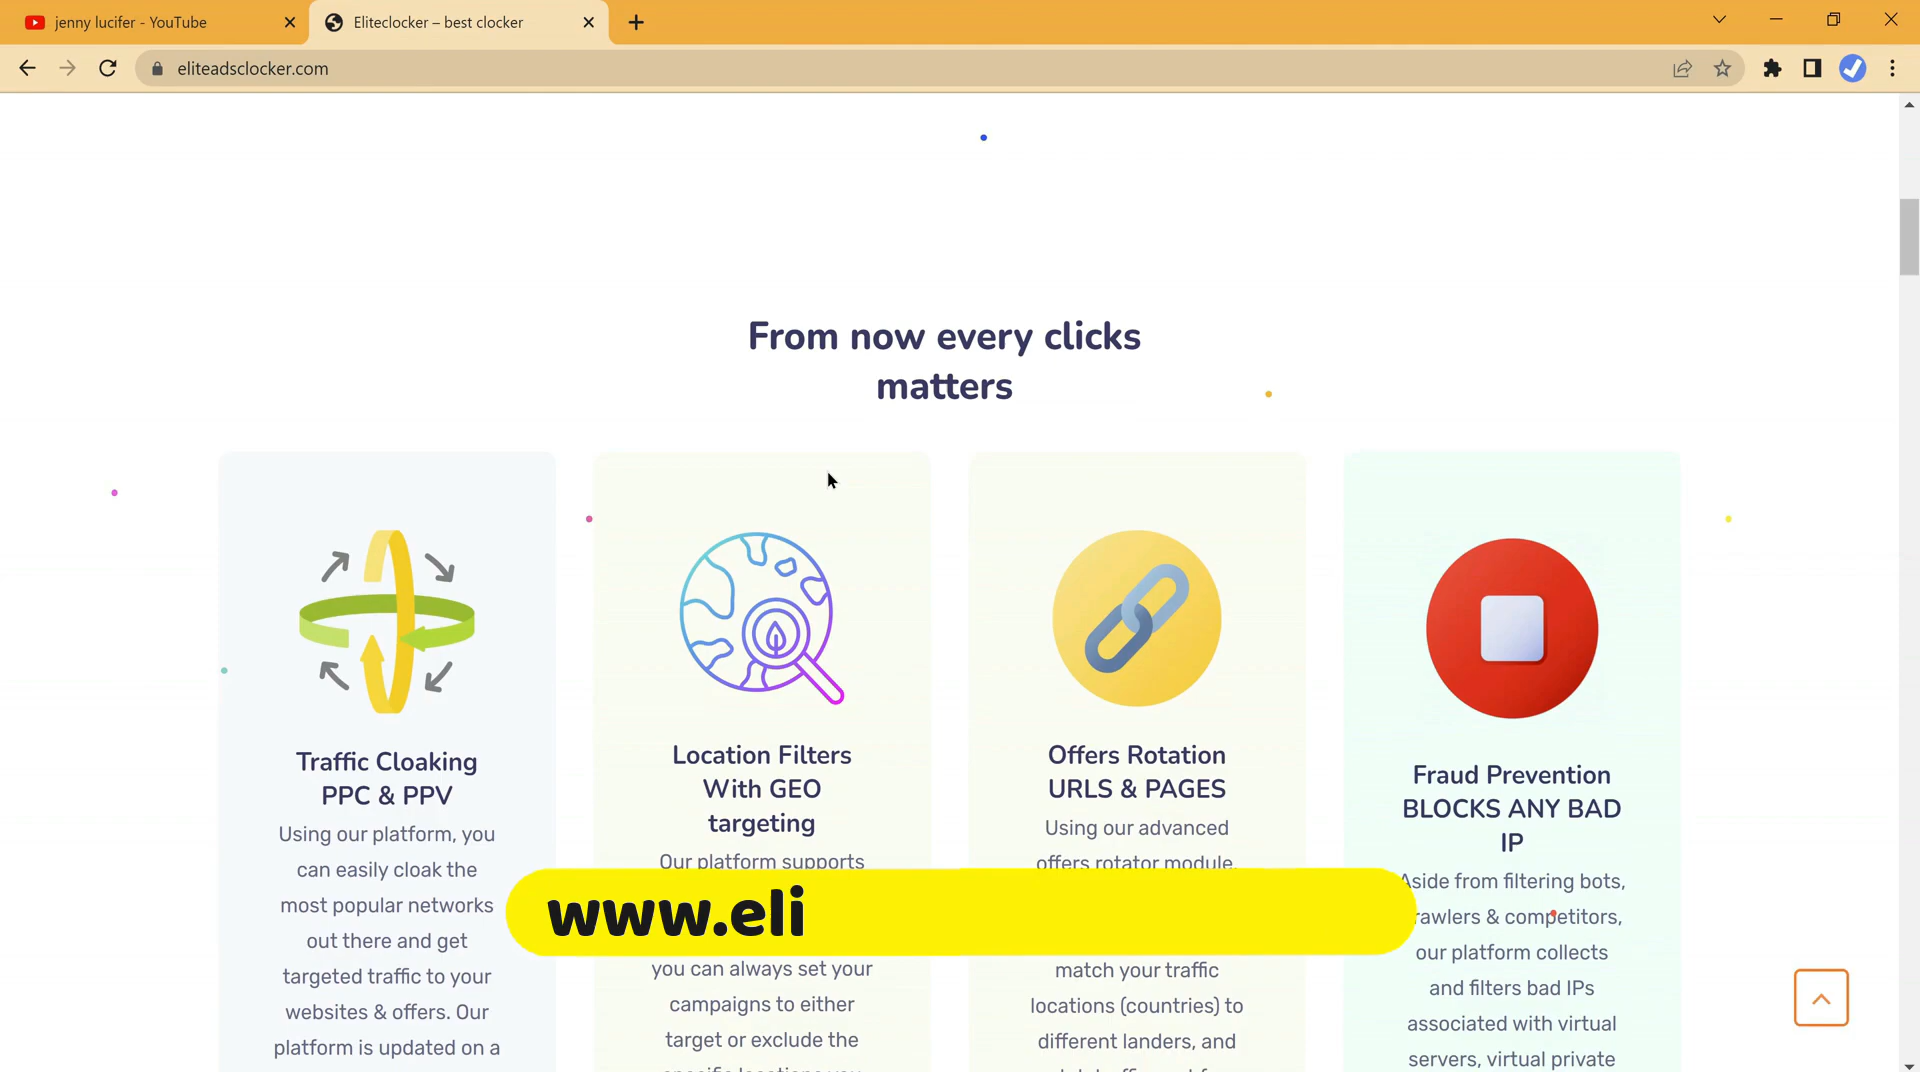 jenny lucifer - YouTube
Eliteclocker – best clocker
eliteadsclocker.com
From now every clicks
matters
Traffic Cloaking
PPC & PPV
Using our platform, you
can easily cloak the
most popular networks
out there and get
targeted traffic to your
websites & offers. Our
platform is updated on a
Location Filters
With GEO
targeting
Our platform supports
you can always set your
campaigns to either
target or exclude the
Offers Rotation
URLS & PAGES
Using our advanced
offers rotator module,
match your traffic
locations (countries) to
different landers, and
Fraud Prevention
BLOCKS ANY BAD
IP
Aside from filtering bots,
rawlers & competitors,
our platform collects
and filters bad IPs
associated with virtual
servers, virtual private
www.eli